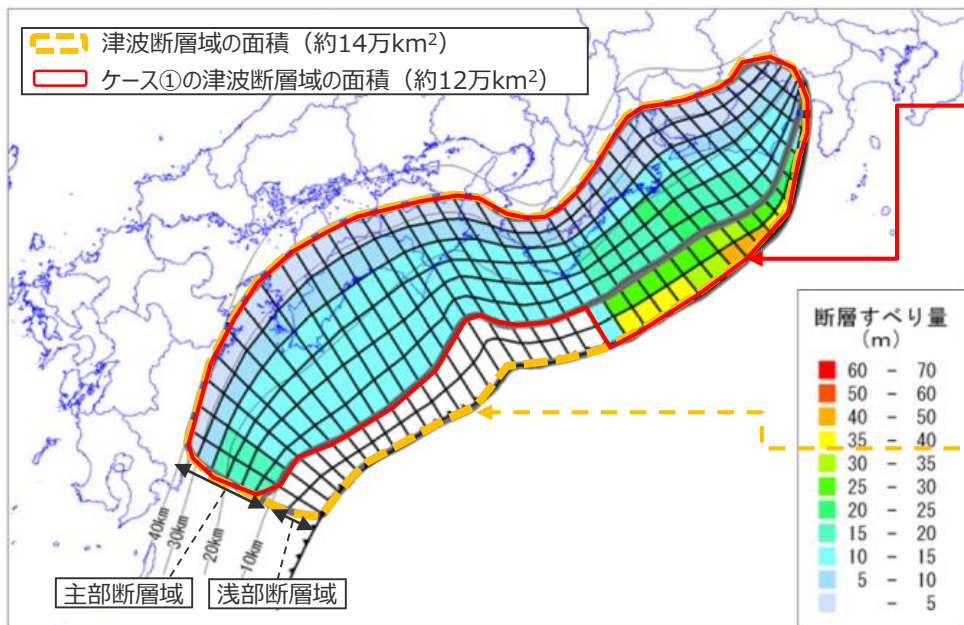 津波断層域の面積（約14万km²）
ケース①の津波断層域の面積（約12万km²）
断層すべり量
（m）
60 － 70
50 － 60
40 － 50
35 － 40
30 － 35
25 － 30
20 － 25
15 － 20
10 － 15
5 － 10
－ 5
40km
30km
20km
10km
主部断層域
浅部断層域